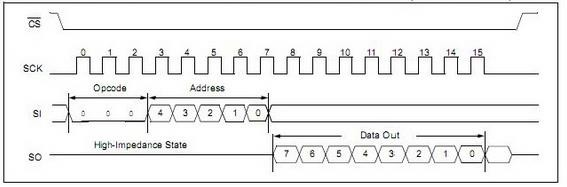 CS
0 1 2 3 4 5 6 7 8 9 10 11 12 13 14 15
SCK
Opcode Address
SI 0 0 0 4 3 2 1 0
Data Out
High-Impedance State
SO 7 6 5 4 3 2 1 0